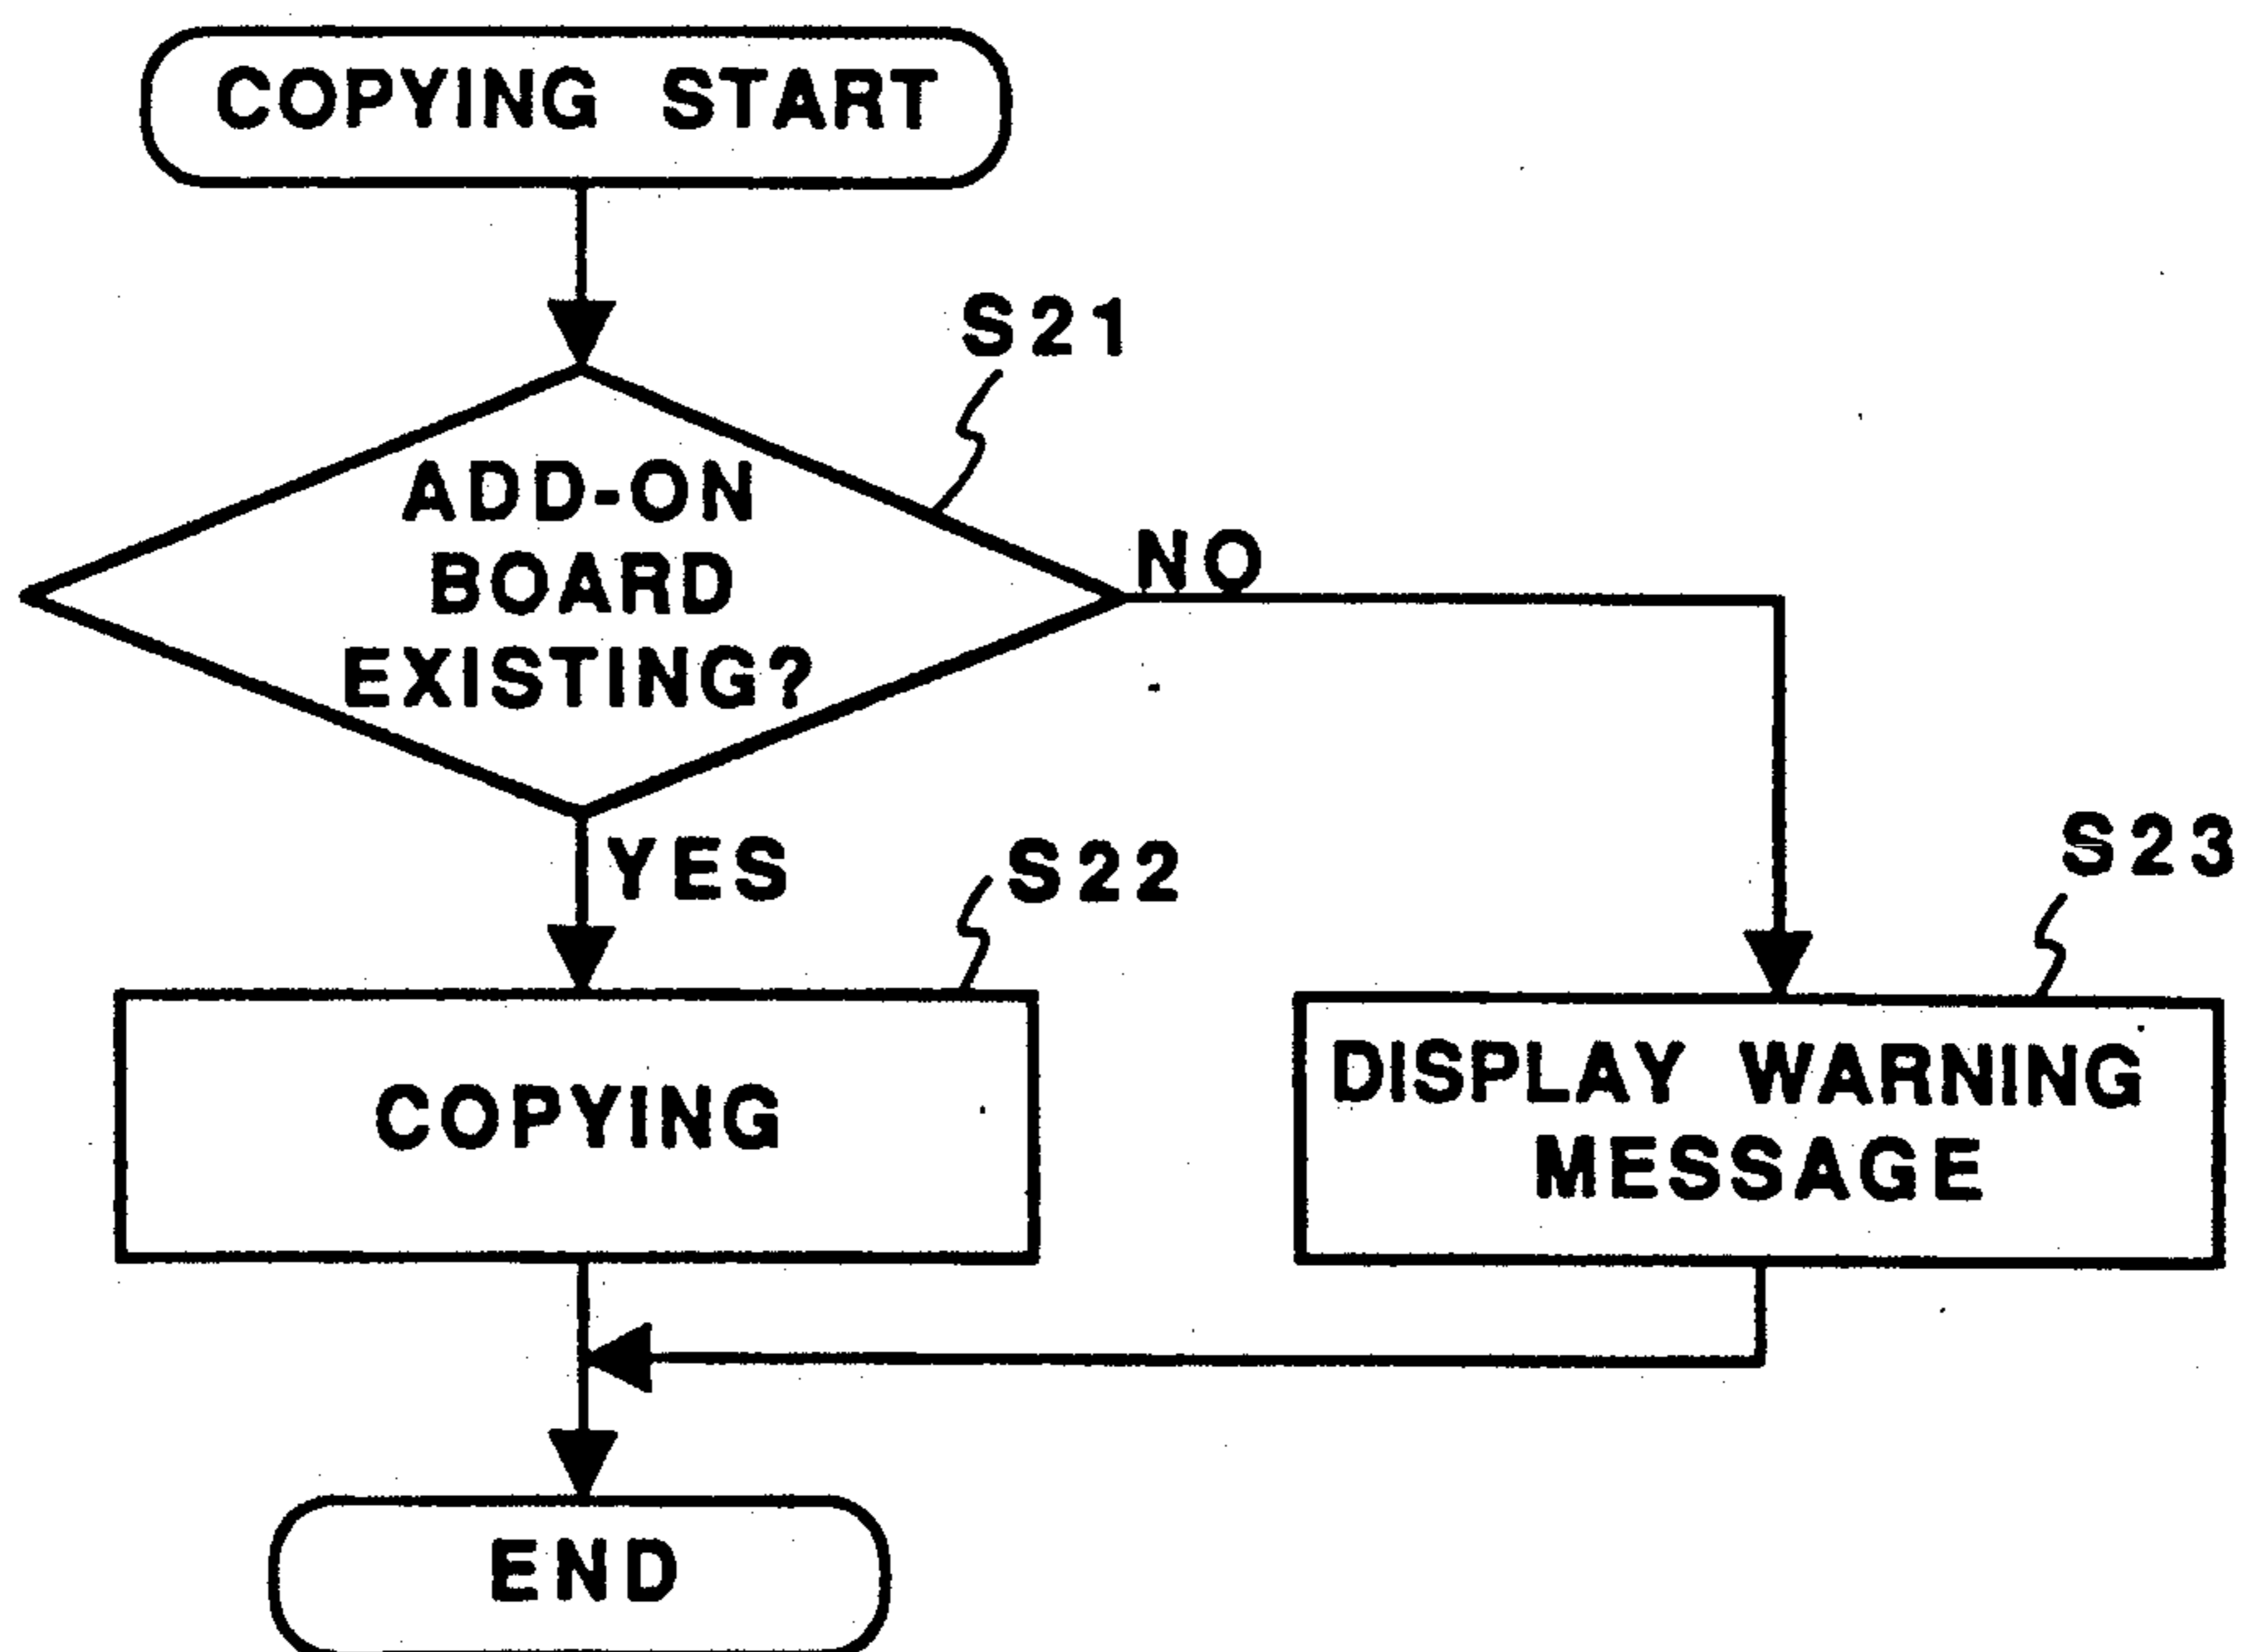 COPYING START
S21
ADD-ON
BOARD
EXISTING?
NO
YES
S22
S23
COPYING
DISPLAY WARNING
MESSAGE
END